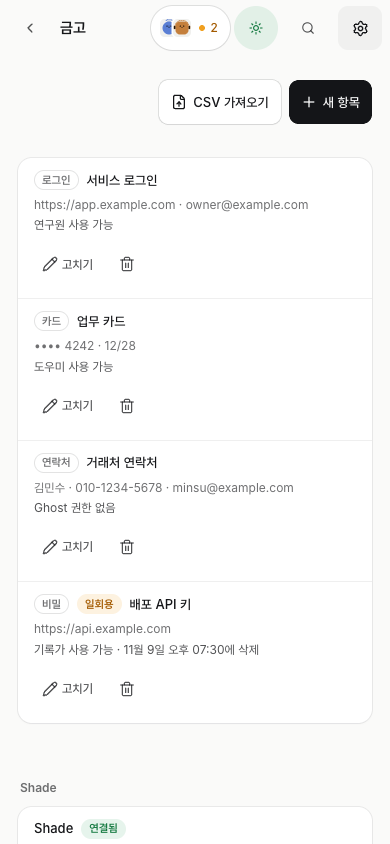 금고
2
CSV 가져오기
새 항목
로그인 서비스 로그인
https://app.example.com · owner@example.com
연구원 사용 가능
고치기
카드 업무 카드
•••• 4242 · 12/28
도우미 사용 가능
고치기
연락처 거래처 연락처
김민수 · 010-1234-5678 · minsu@example.com
Ghost 권한 없음
고치기
비밀 일회용 배포 API 키
https://api.example.com
기록가 사용 가능 · 11월 9일 오후 07:30에 삭제
고치기
Shade
Shade 연결됨